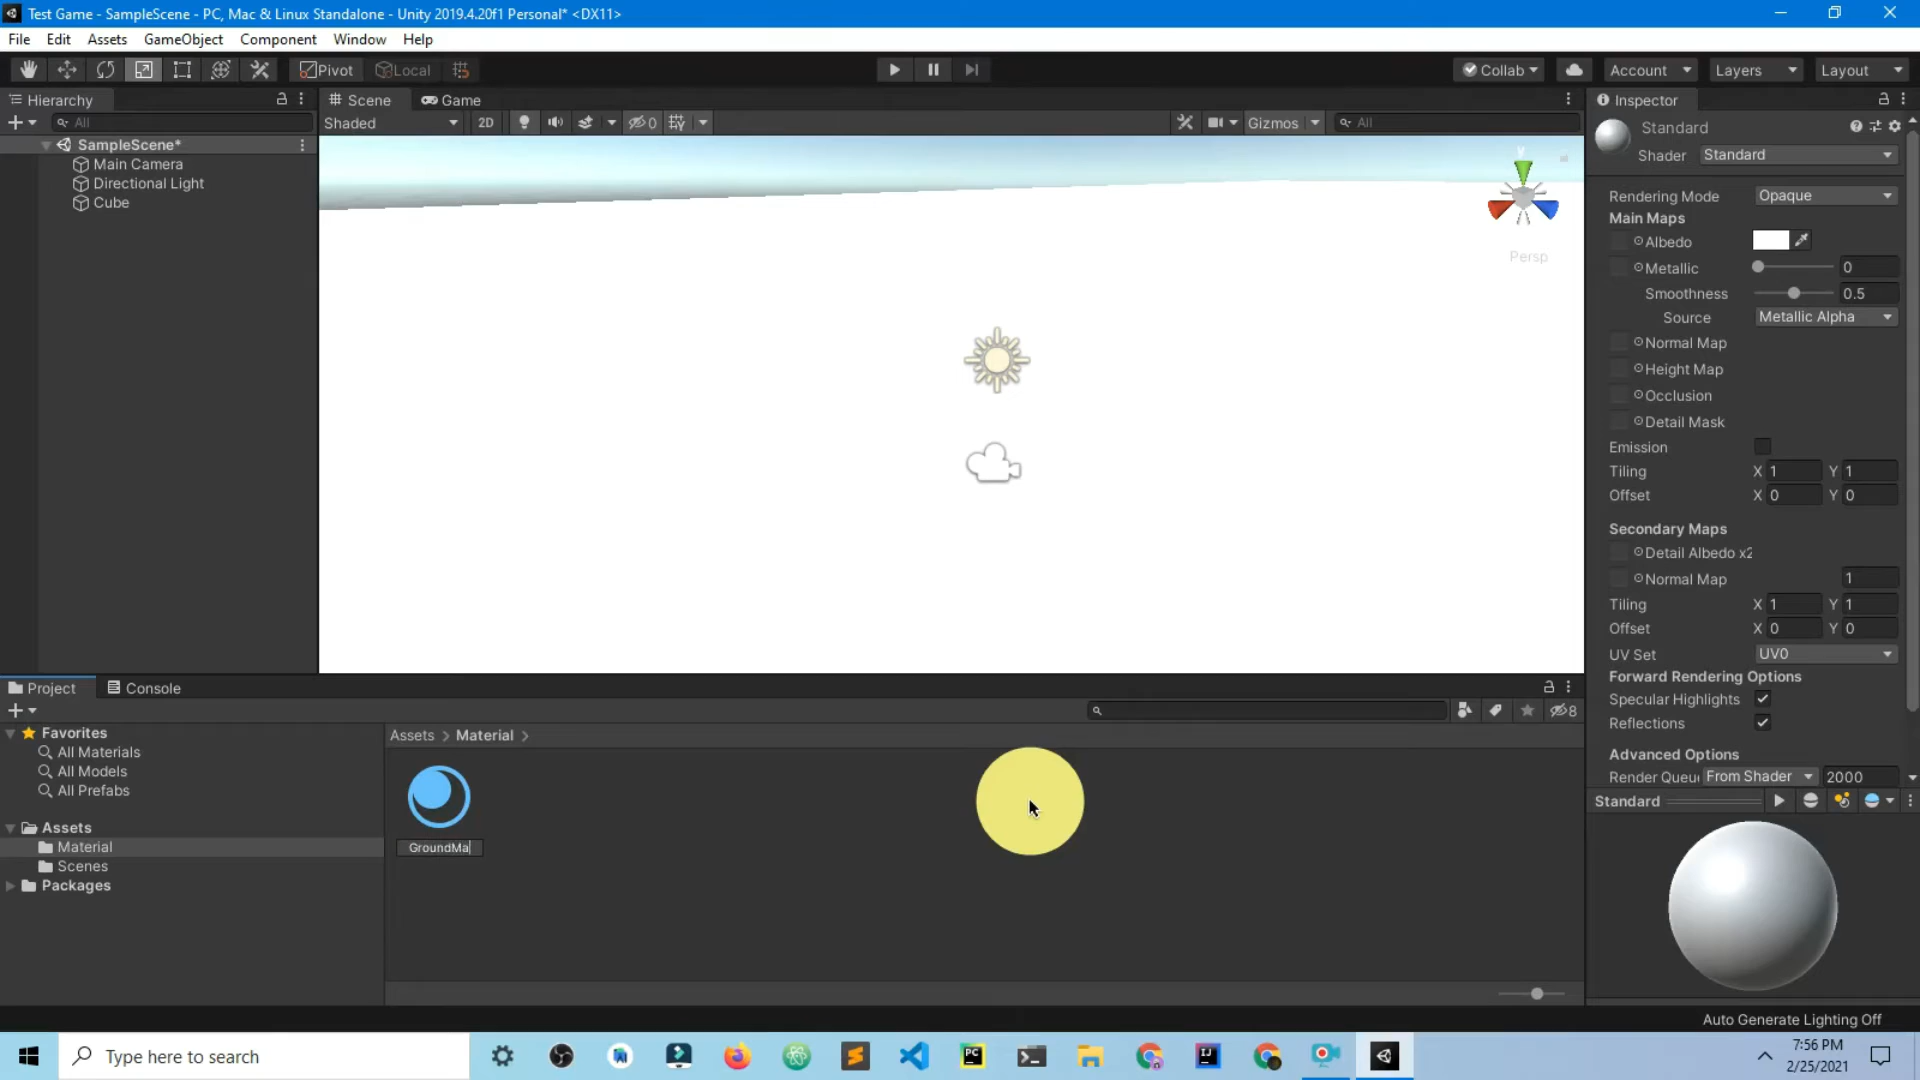 Test Game - SampleScene - PC, Mac & Linux Standalone - Unity 2019.4.20f1 Personal* <DX11>
File Edit Assets GameObject Component Window Help
Pivot Local Collab Account Layers Layout
Hierarchy Scene Game Inspector
All Shaded 2D 0 Gizmos All
SampleScene*
Main Camera
Directional Light
Cube
y
Persp
Standard
Shader Standard
Rendering Mode Opaque
Main Maps
Albedo
Metallic 0
Smoothness 0.5
Source Metallic Alpha
Normal Map
Height Map
Occlusion
Detail Mask
Emission
Tiling X 1 Y 1
Offset X 0 Y 0
Secondary Maps
Detail Albedo x2
Normal Map 1
Tiling X 1 Y 1
Offset X 0 Y 0
UV Set UV0
Forward Rendering Options
Specular Highlights
Reflections
Advanced Options
Render Queu From Shader 2000
Standard
Project Console
8
Favorites
All Materials
All Models
All Prefabs
Assets
Material
Scenes
Packages
Assets > Material >
GroundMa
Auto Generate Lighting Off
Type here to search
PC
IJ
7:56 PM
2/25/2021